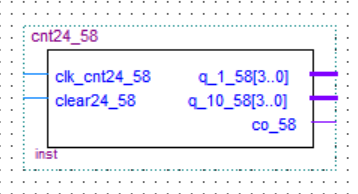 cnt24_58
clk_cnt24_58 q_1_58[3..0]
clear24_58 q_10_58[3..0]
co_58
inst